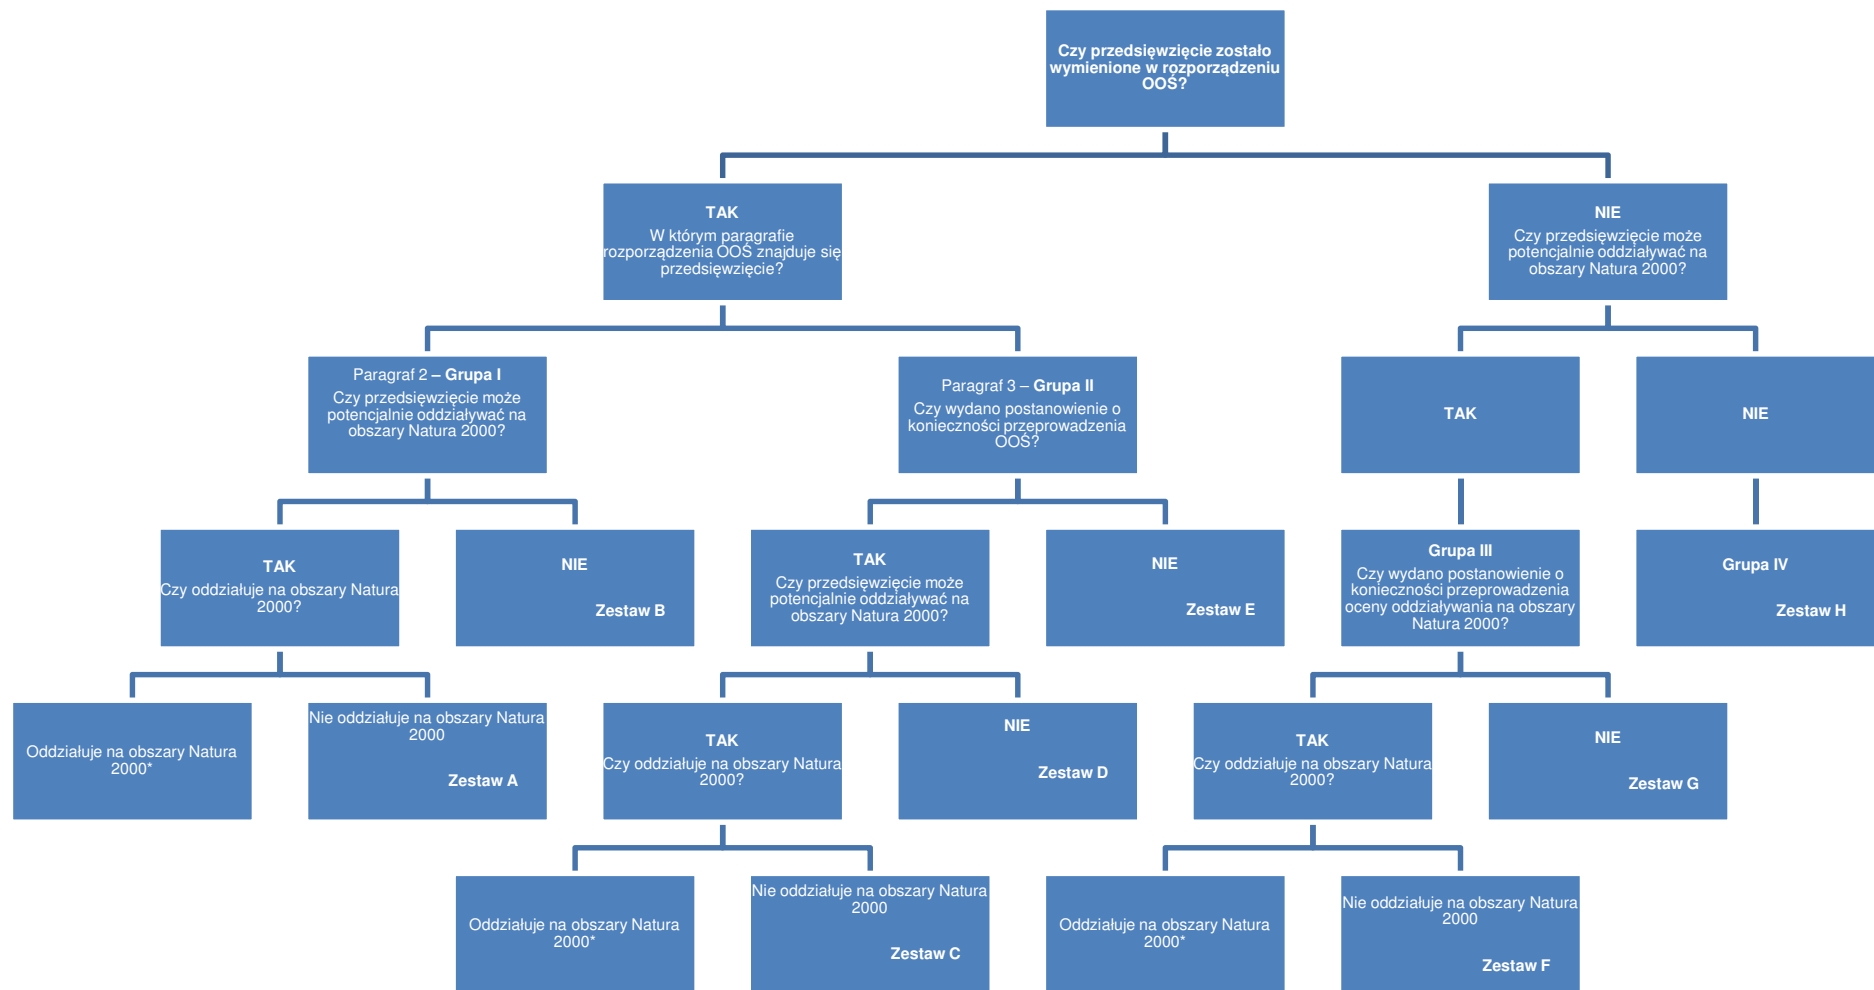 Czy przedsięwzięcie zostało
wymienione w rozporządzeniu
OOŚ?
TAK
W którym paragrafie
rozporządzenia OOŚ znajduje się
przedsięwzięcie?
NIE
Czy przedsięwzięcie może
potencjalnie oddziaływać na
obszary Natura 2000?
Paragraf 2 – Grupa I
Czy przedsięwzięcie może
potencjalnie oddziaływać na
obszary Natura 2000?
Paragraf 3 – Grupa II
Czy wydano postanowienie o
konieczności przeprowadzenia
OOŚ?
TAK
NIE
TAK
Czy oddziałuje na obszary Natura
2000?
NIE
Zestaw B
TAK
Czy przedsięwzięcie może
potencjalnie oddziaływać na
obszary Natura 2000?
NIE
Zestaw E
Grupa III
Czy wydano postanowienie o
konieczności przeprowadzenia
oceny oddziaływania na obszary
Natura 2000?
Grupa IV
Zestaw H
Oddziałuje na obszary Natura
2000*
Nie oddziałuje na obszary Natura
2000
Zestaw A
TAK
Czy oddziałuje na obszary Natura
2000?
NIE
Zestaw D
TAK
Czy oddziałuje na obszary Natura
2000?
NIE
Zestaw G
Oddziałuje na obszary Natura
2000*
Nie oddziałuje na obszary Natura
2000
Zestaw C
Oddziałuje na obszary Natura
2000*
Nie oddziałuje na obszary Natura
2000
Zestaw F